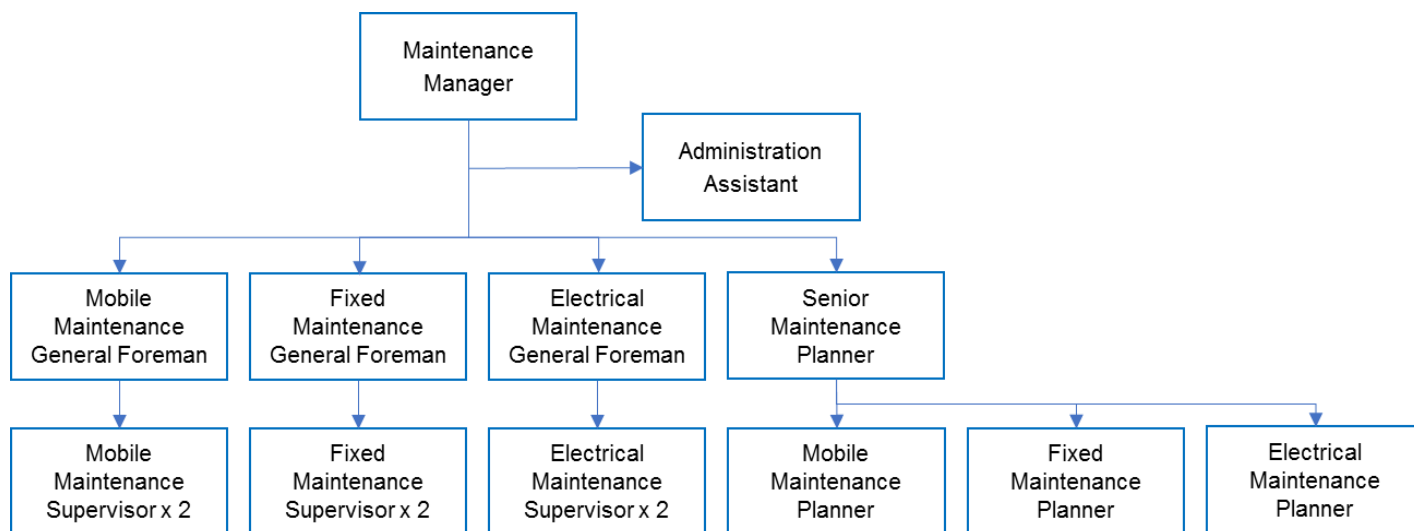 Maintenance
Manager
Administration
Assistant
Mobile
Maintenance
General Foreman
Fixed
Maintenance
General Foreman
Electrical
Maintenance
General Foreman
Senior
Maintenance
Planner
Mobile
Maintenance
Supervisor x 2
Fixed
Maintenance
Supervisor x 2
Electrical
Maintenance
Supervisor x 2
Mobile
Maintenance
Planner
Fixed
Maintenance
Planner
Electrical
Maintenance
Planner